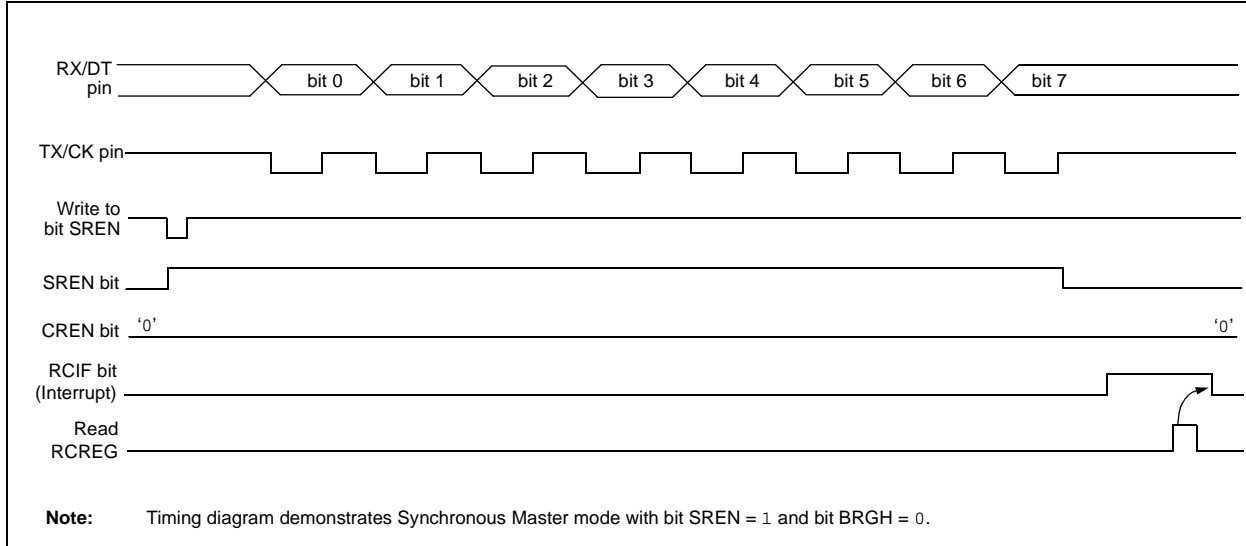 RX/DT
pin
bit 0 bit 1 bit 2 bit 3 bit 4 bit 5 bit 6 bit 7
TX/CK pin
Write to
bit SREN
SREN bit
CREN bit ‘0’ ‘0’
RCIF bit
(Interrupt)
Read
RCREG
Note: Timing diagram demonstrates Synchronous Master mode with bit SREN = 1 and bit BRGH = 0.